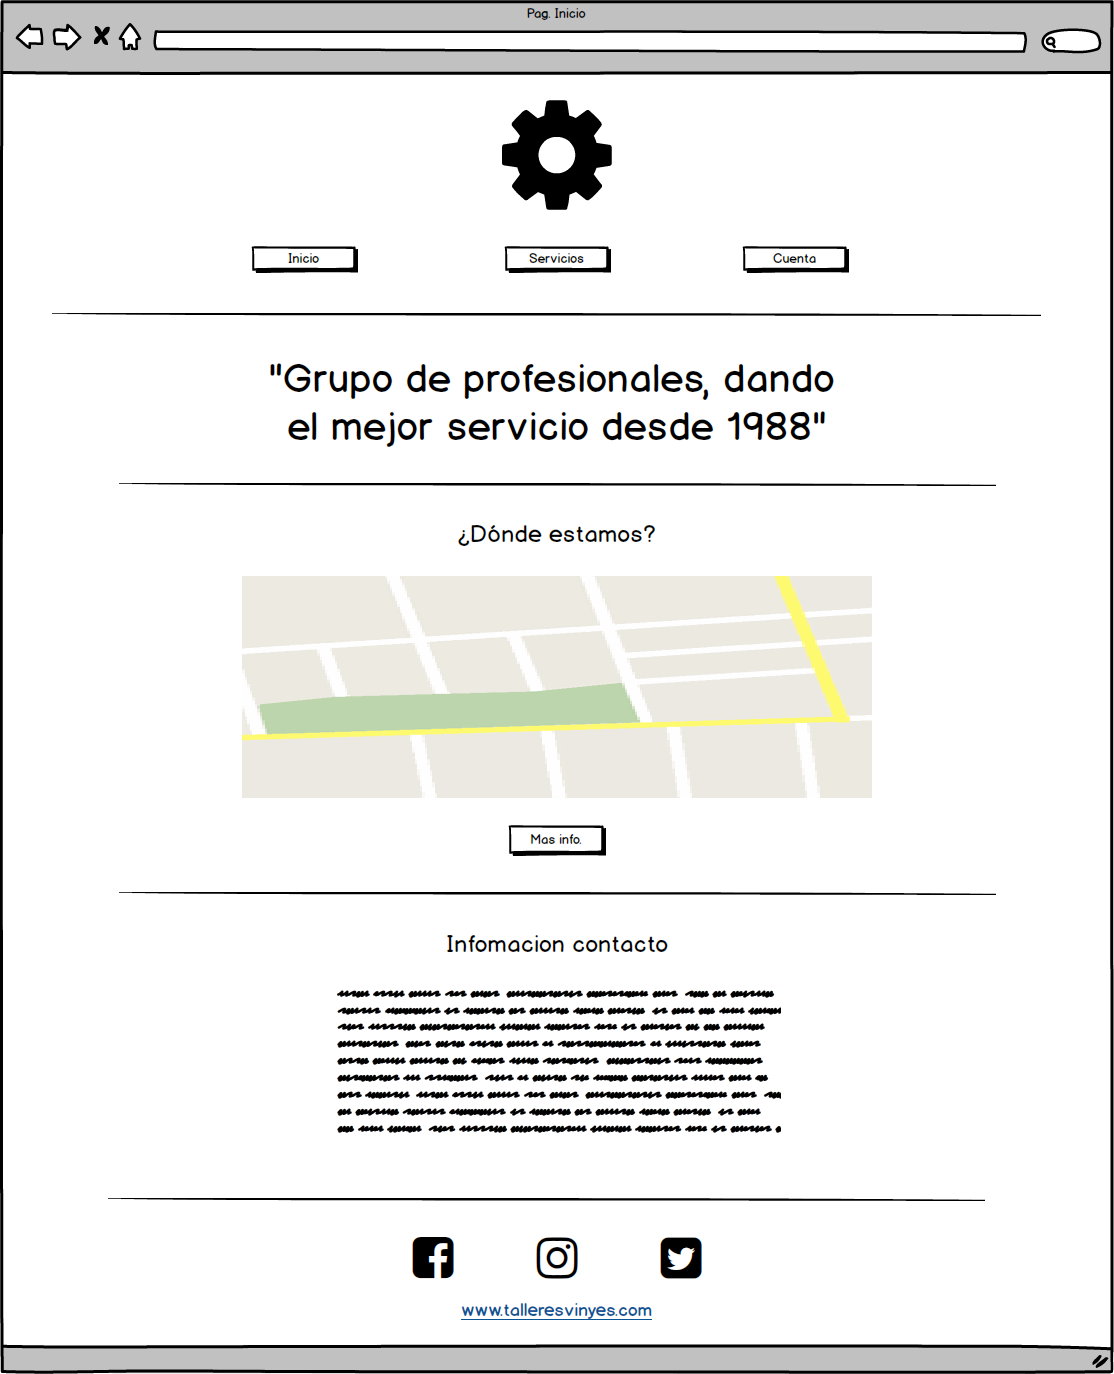 Pag. Inicio
Inicio
Servicios
Cuenta
"Grupo de profesionales, dando
el mejor servicio desde 1988"
¿Dónde estamos?
Mas info.
Infomacion contacto
www.talleresvinyes.com